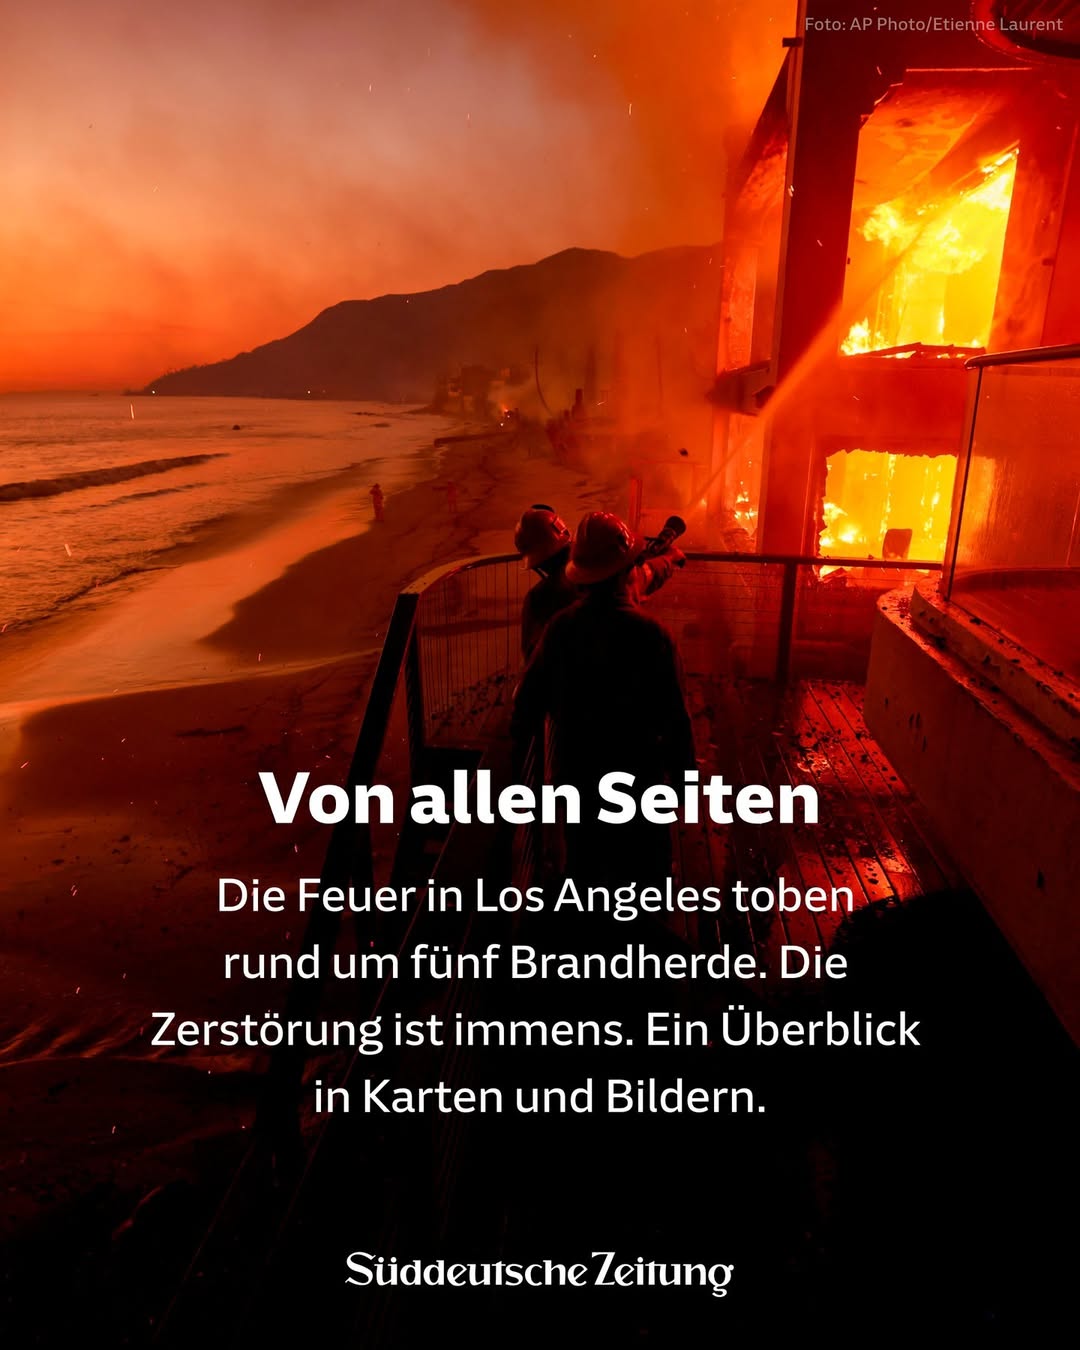 Foto: AP Photo/Etienne Laurent
Von allen Seiten
Die Feuer in Los Angeles toben
rund um fünf Brandherde. Die
Zerstörung ist immens. Ein Überblick
in Karten und Bildern.
Süddeutsche Zeitung